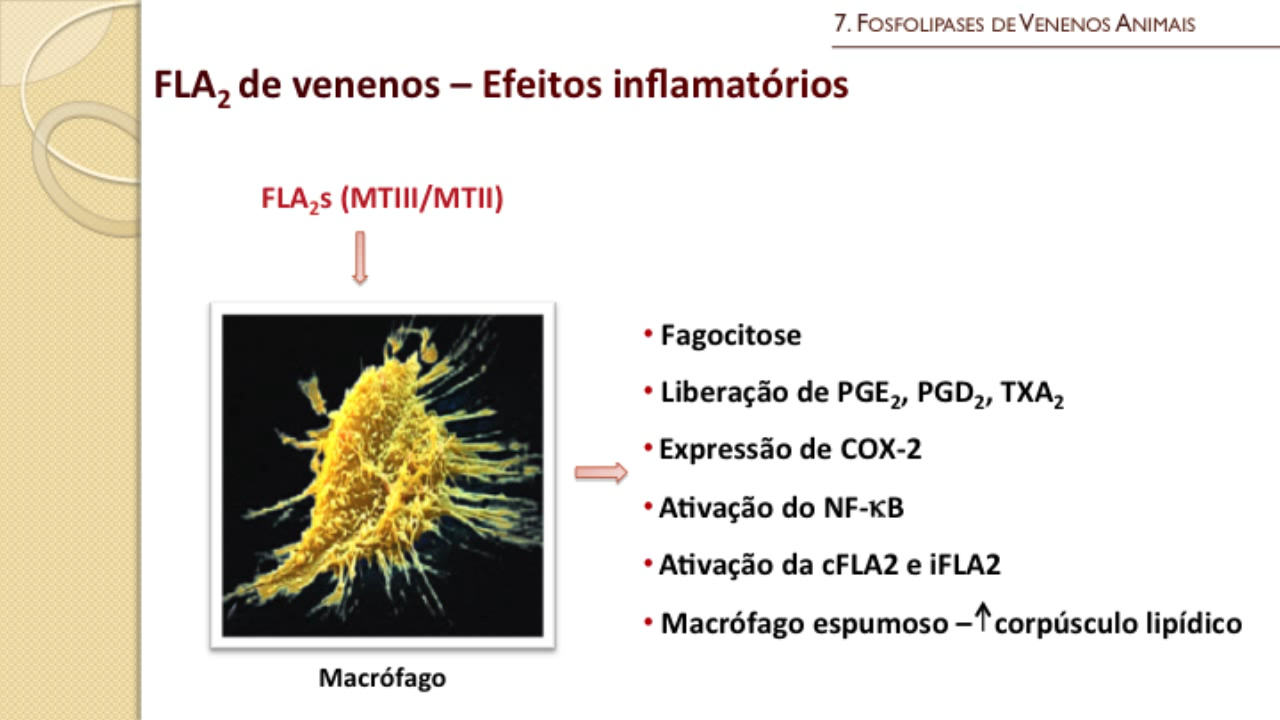 7. FOSFOLIPASES DE VENENOS ANIMAIS
FLA₂ de venenos – Efeitos inflamatórios
FLA₂s (MTIII/MTII)
• Fagocitose
• Liberação de PGE₂, PGD₂, TXA₂
• Expressão de COX-2
• Ativação do NF-κB
• Ativação da cFLA2 e iFLA2
• Macrófago espumoso –↑corpúsculo lipídico
Macrófago